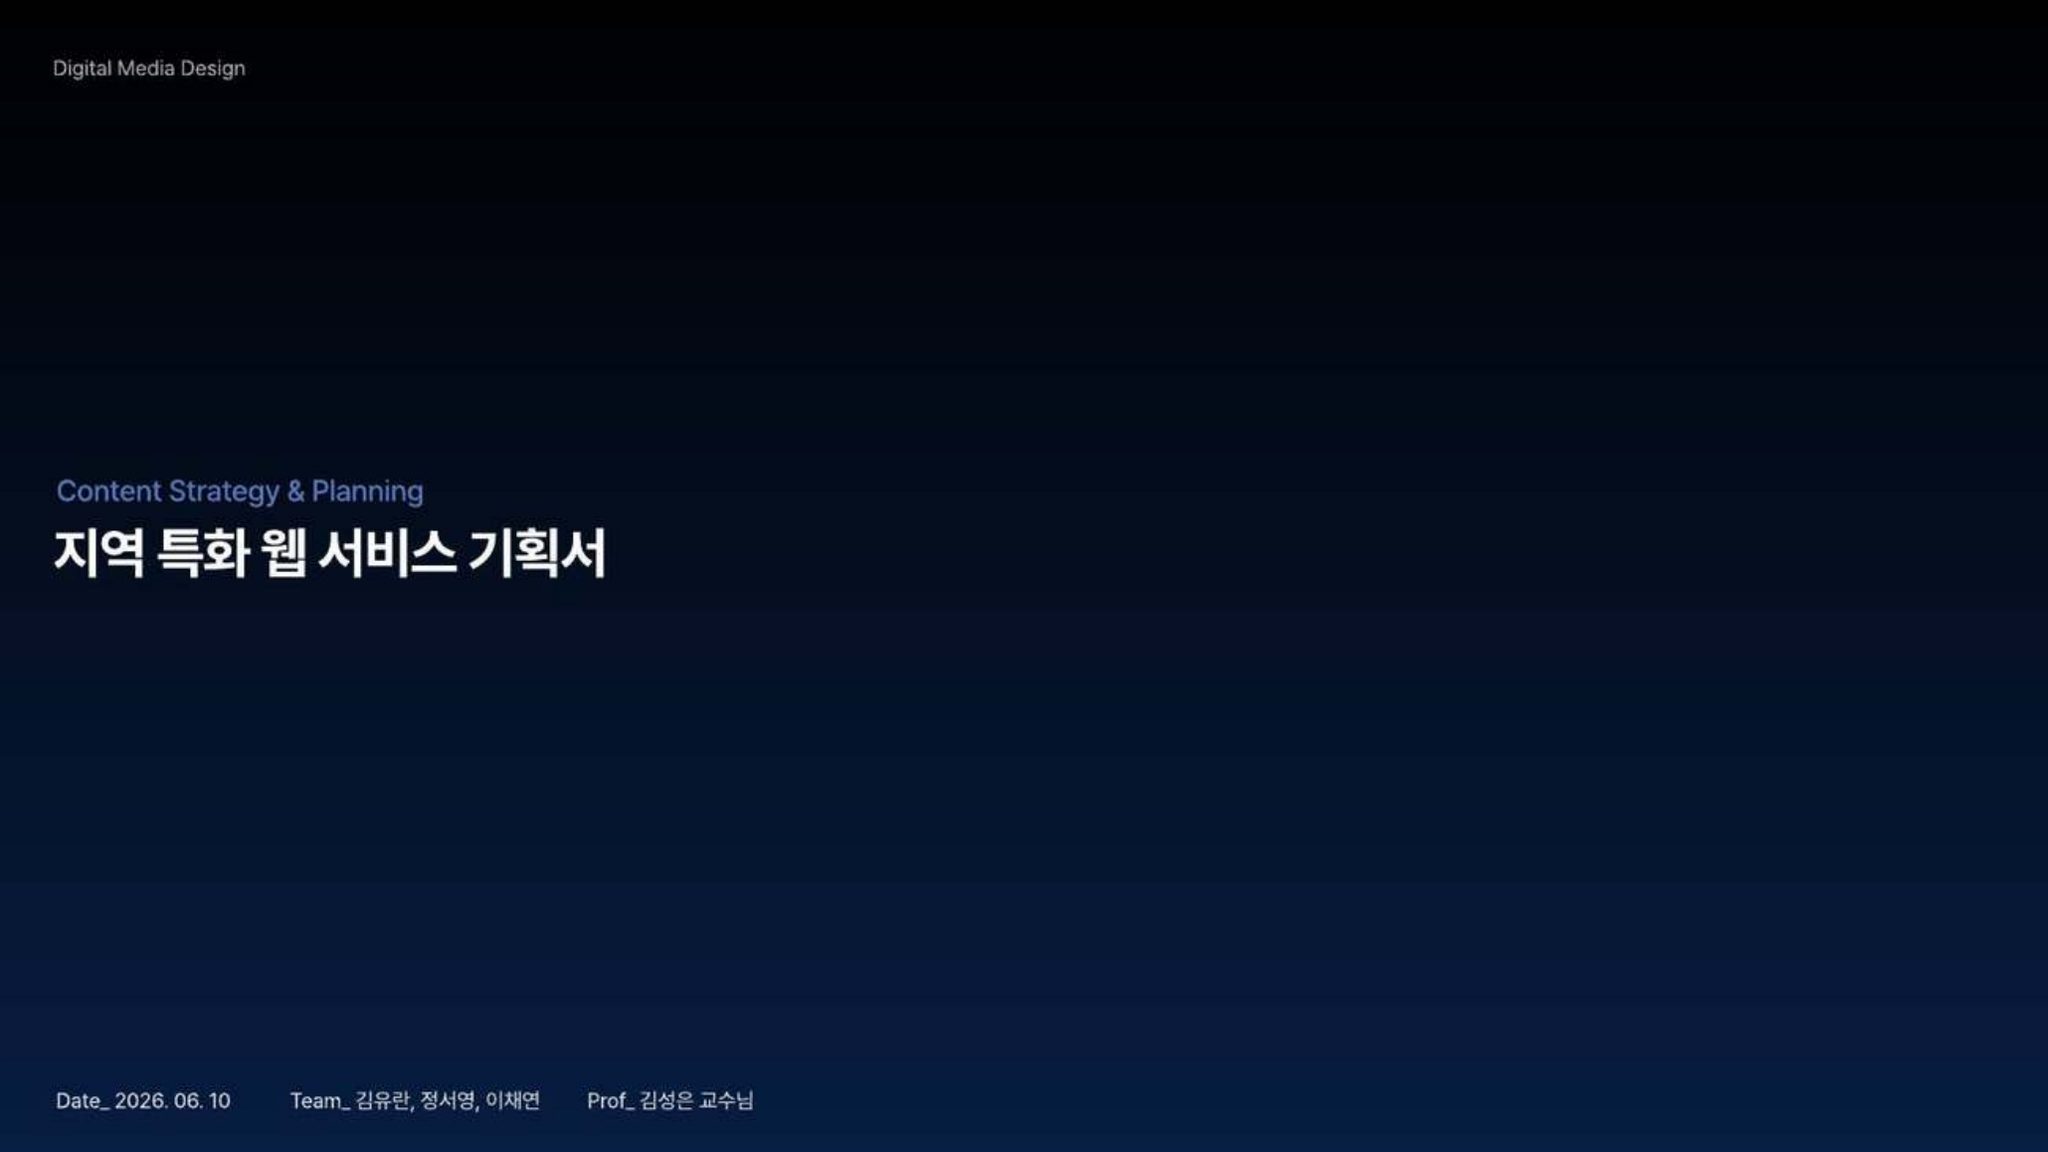 Digital Media Design
Content Strategy & Planning
지역 특화 웹 서비스 기획서
Date_ 2026. 06. 10 Team_ 김유란, 정서영, 이채연 Prof_ 김성은 교수님